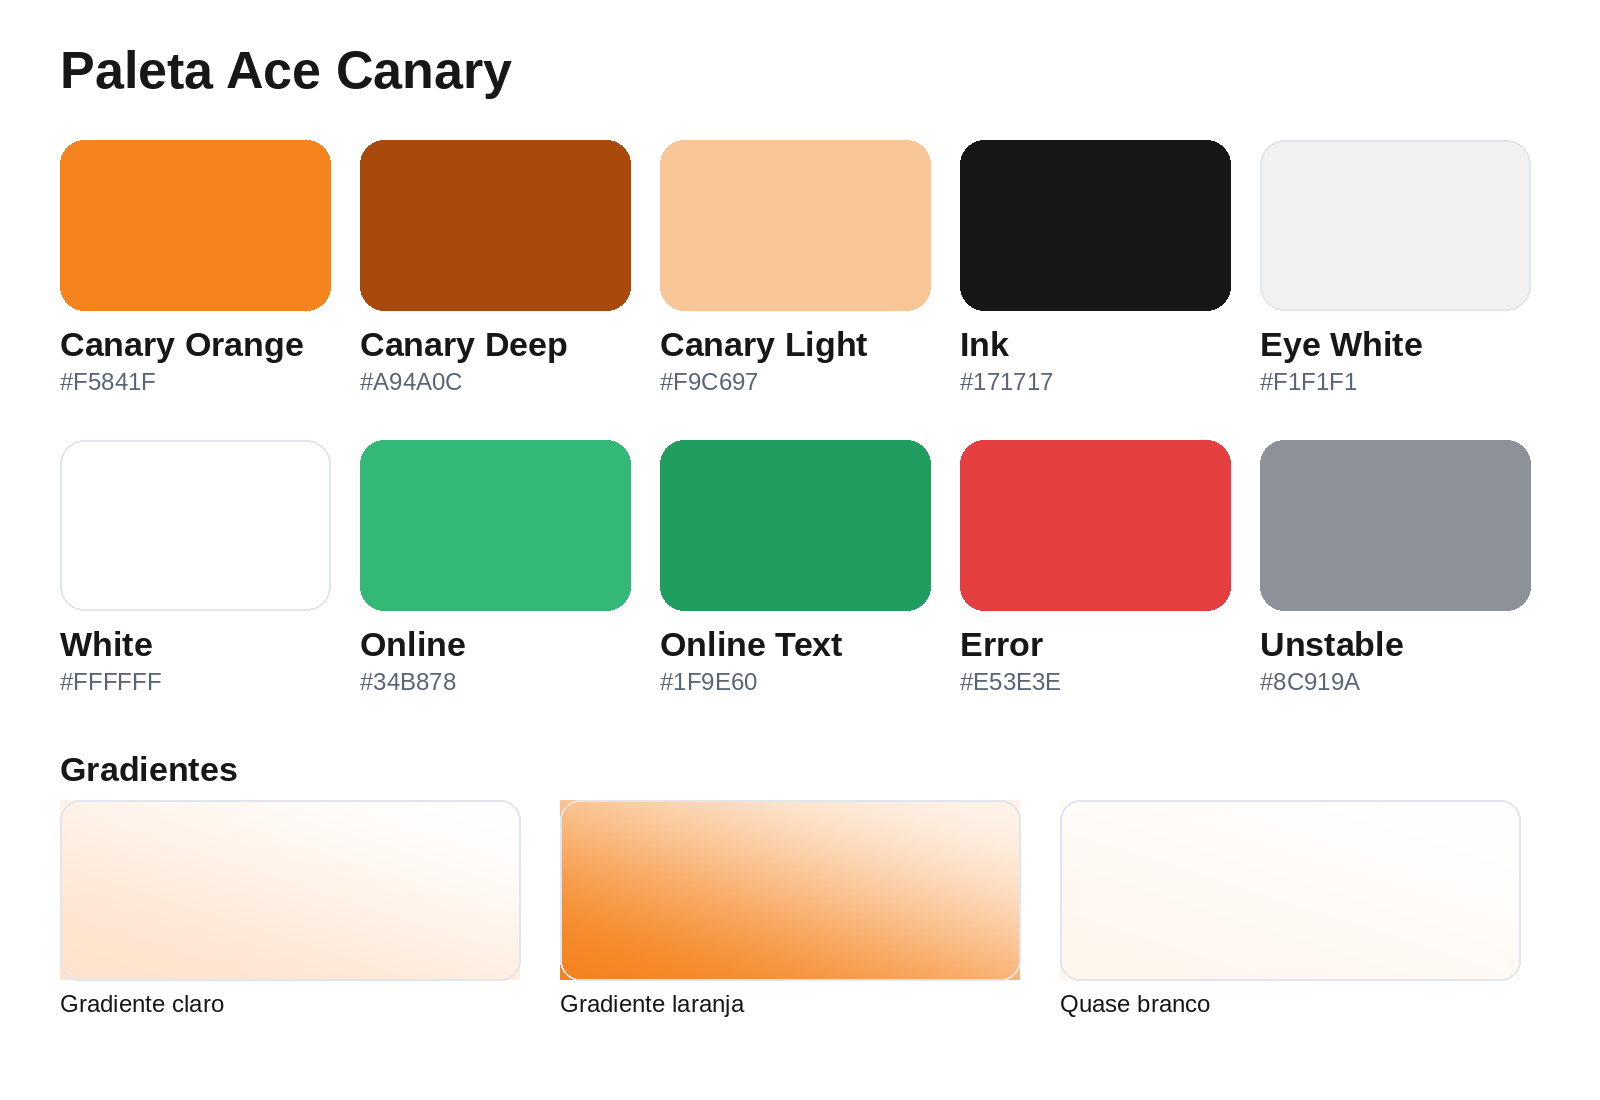 Paleta Ace Canary
Canary Orange
#F5841F
Canary Deep
#A94A0C
Canary Light
#F9C697
Ink
#171717
Eye White
#F1F1F1
White
#FFFFFF
Online
#34B878
Online Text
#1F9E60
Error
#E53E3E
Unstable
#8C919A
Gradientes
Gradiente claro
Gradiente laranja
Quase branco